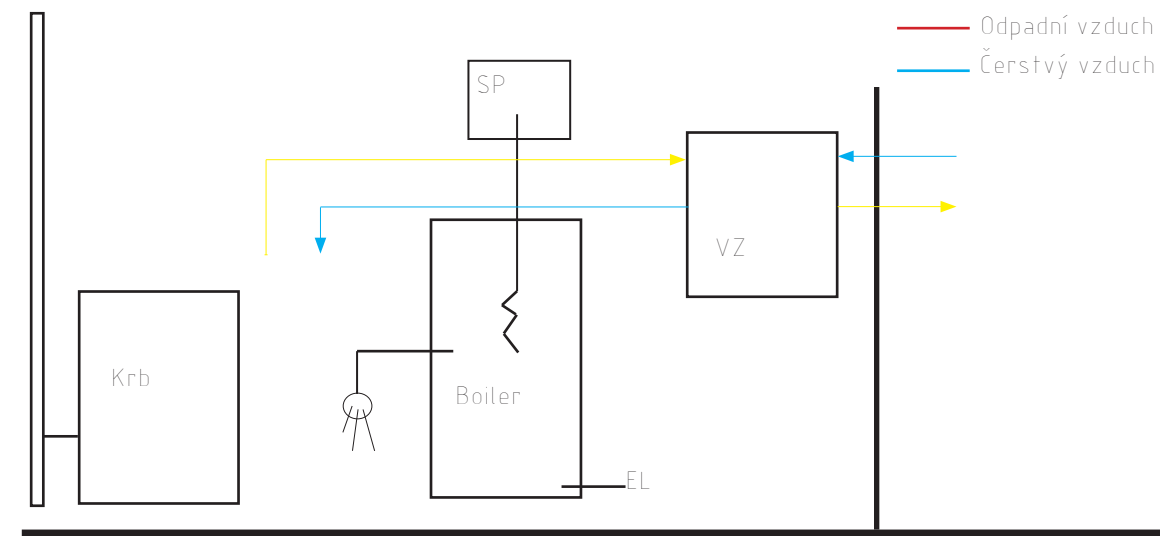 Odpadní vzduch
Čerstvý vzduch
SP
VZ
Krb
Boiler
EL